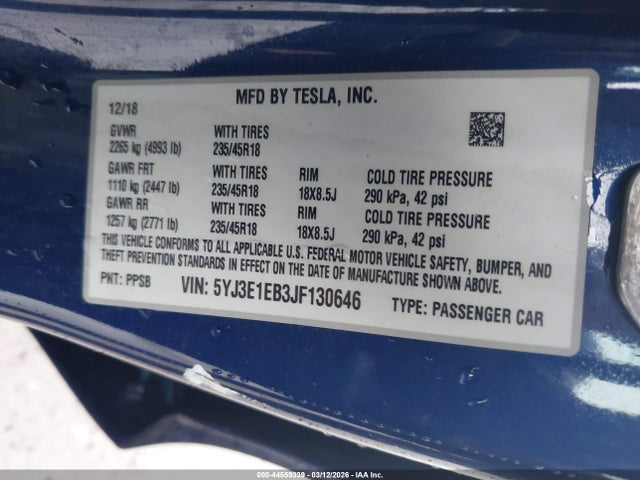 MFD BY TESLA, INC.
12/18
GVWR WITH TIRES
2265 kg (4993 lb) 235/45R18
GAWR FRT WITH TIRES RIM COLD TIRE PRESSURE
1110 kg (2447 lb) 235/45R18 18X8.5J 290 kPa, 42 psi
GAWR RR WITH TIRES RIM COLD TIRE PRESSURE
1257 kg (2771 lb) 235/45R18 18X8.5J 290 kPa, 42 psi
THIS VEHICLE CONFORMS TO ALL APPLICABLE U.S. FEDERAL MOTOR VEHICLE SAFETY, BUMPER, AND
THEFT PREVENTION STANDARDS IN EFFECT ON THE DATE OF MANUFACTURE SHOWN ABOVE.
PNT: PPSB VIN: 5YJ3E1EB3JF130646 TYPE: PASSENGER CAR
000-44559339 - 03/12/2026 - IAA Inc.